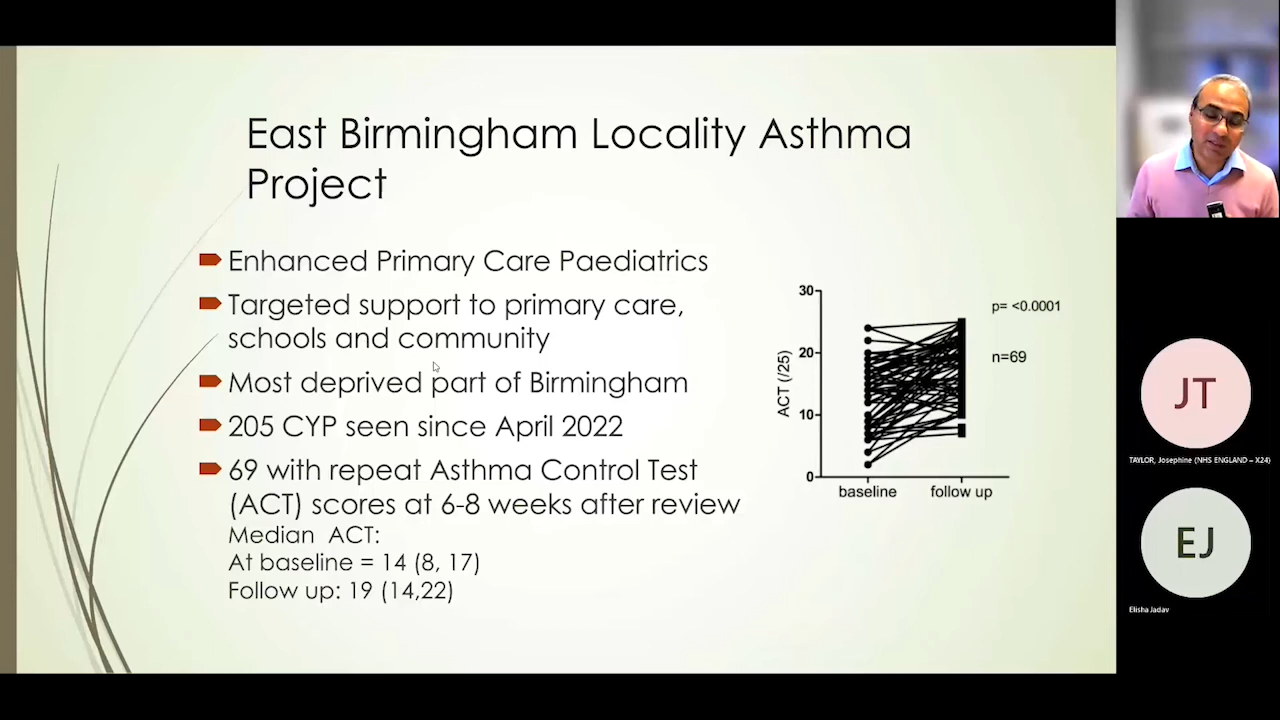 East Birmingham Locality Asthma
Project
Enhanced Primary Care Paediatrics
Targeted support to primary care,
schools and community
Most deprived part of Birmingham
205 CYP seen since April 2022
69 with repeat Asthma Control Test
(ACT) scores at 6-8 weeks after review
Median ACT:
At baseline = 14 (8, 17)
Follow up: 19 (14,22)
30
20
10
0
ACT (/25)
baseline
follow up
p= <0.0001
n=69
JT
TAYLOR, Josephine (NHS ENGLAND – X24)
EJ
Elisha Jadav